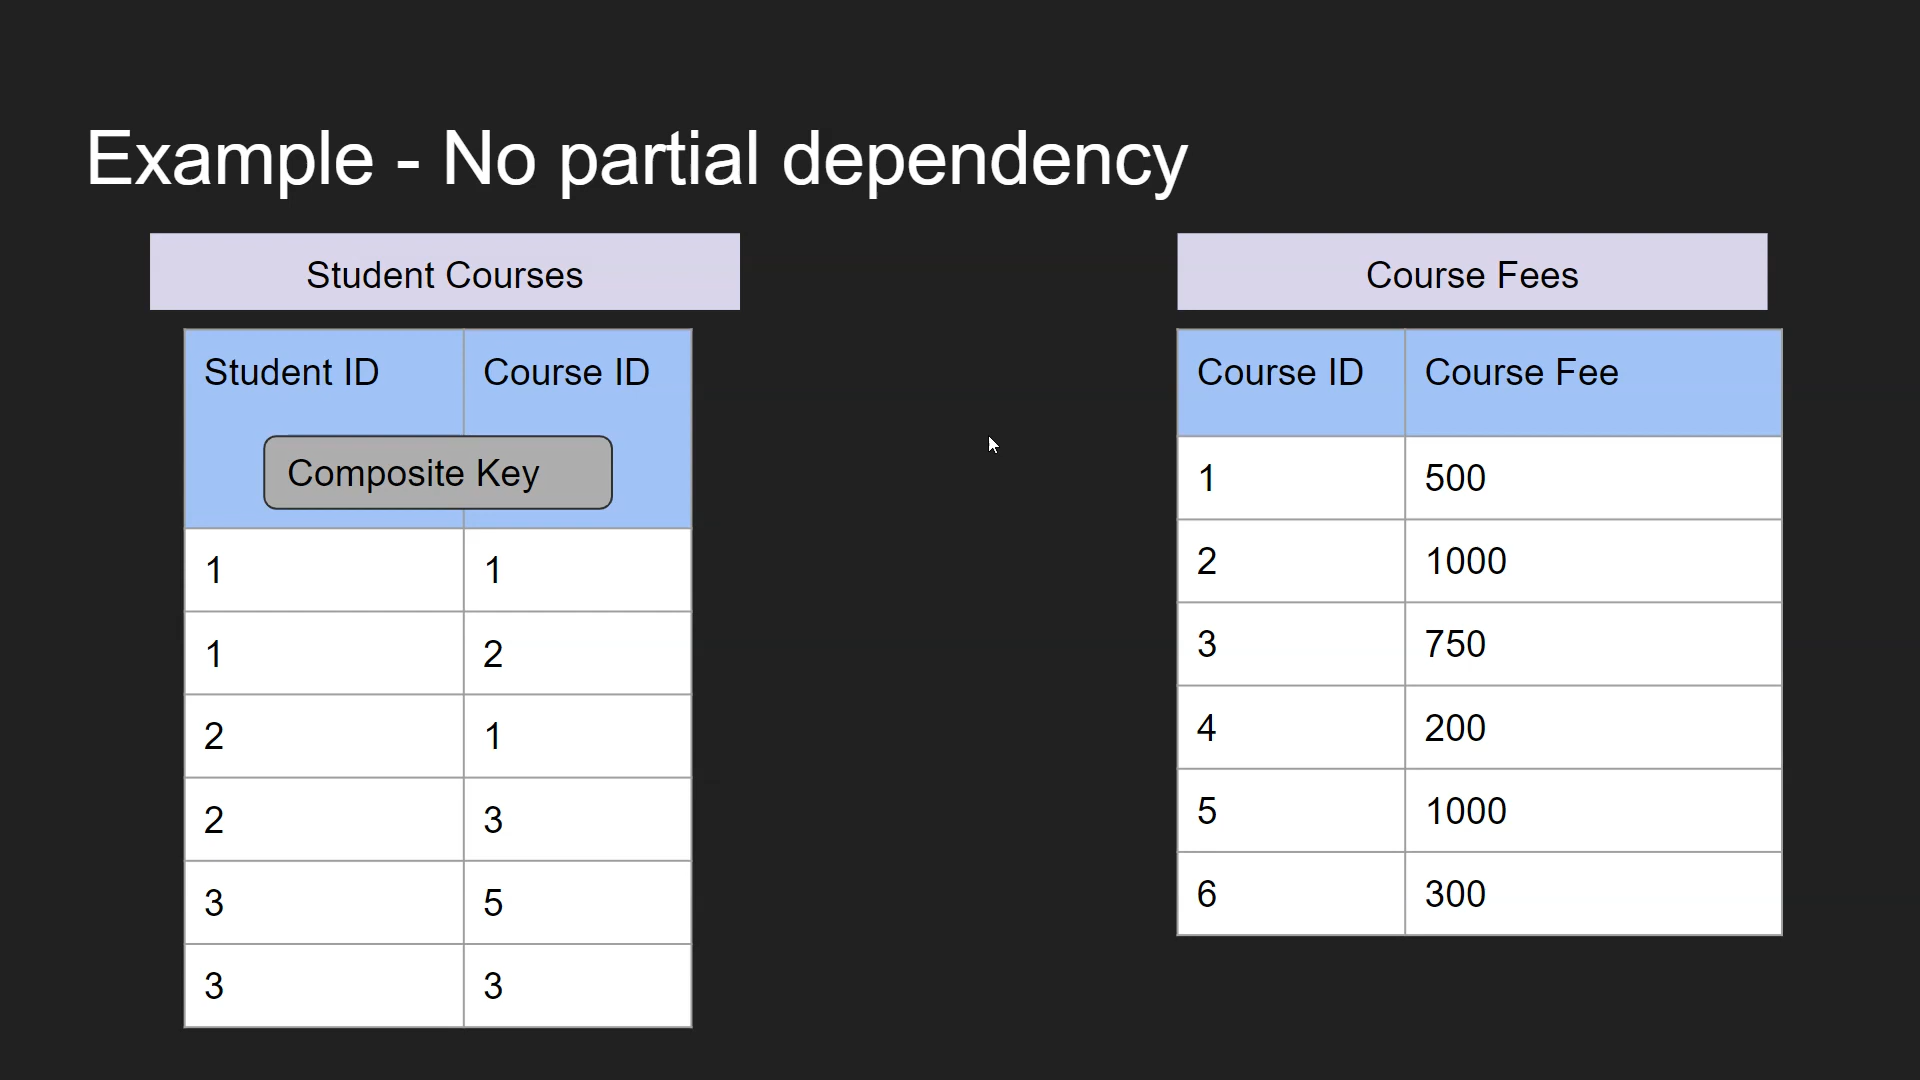 Example - No partial dependency
Student Courses
Student ID Course ID
Composite Key
1 1
1 2
2 1
2 3
3 5
3 3
Course Fees
Course ID Course Fee
1 500
2 1000
3 750
4 200
5 1000
6 300